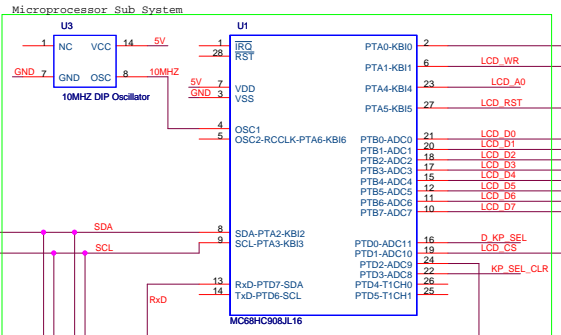 Microprocessor Sub System
U3
U1
1 NC VCC 14 5V
GND 7 GND OSC 8 10MHZ
10MHZ DIP Oscillator
1 IRQ
28 RST
5V 7 VDD
GND 3 VSS
4 OSC1
5 OSC2-RCCLK-PTA6-KBI6
SDA 8 SDA-PTA2-KBI2
SCL 9 SCL-PTA3-KBI3
RxD 13 RxD-PTD7-SDA
14 TxD-PTD6-SCL
PTA0-KBI0 2
PTA1-KBI1 6 LCD_WR
PTA4-KBI4 23 LCD_A0
PTA5-KBI5 27 LCD_RST
PTB0-ADC0 21 LCD_D0
PTB1-ADC1 20 LCD_D1
PTB2-ADC2 18 LCD_D2
PTB3-ADC3 17 LCD_D3
PTB4-ADC4 15 LCD_D4
PTB5-ADC5 12 LCD_D5
PTB6-ADC6 11 LCD_D6
PTB7-ADC7 10 LCD_D7
PTD0-ADC11 16 D_KP_SEL
PTD1-ADC10 19 LCD_CS
PTD2-ADC9 24
PTD3-ADC8 22 KP_SEL_CLR
PTD4-T1CH0 26
PTD5-T1CH1 25
MC68HC908JL16